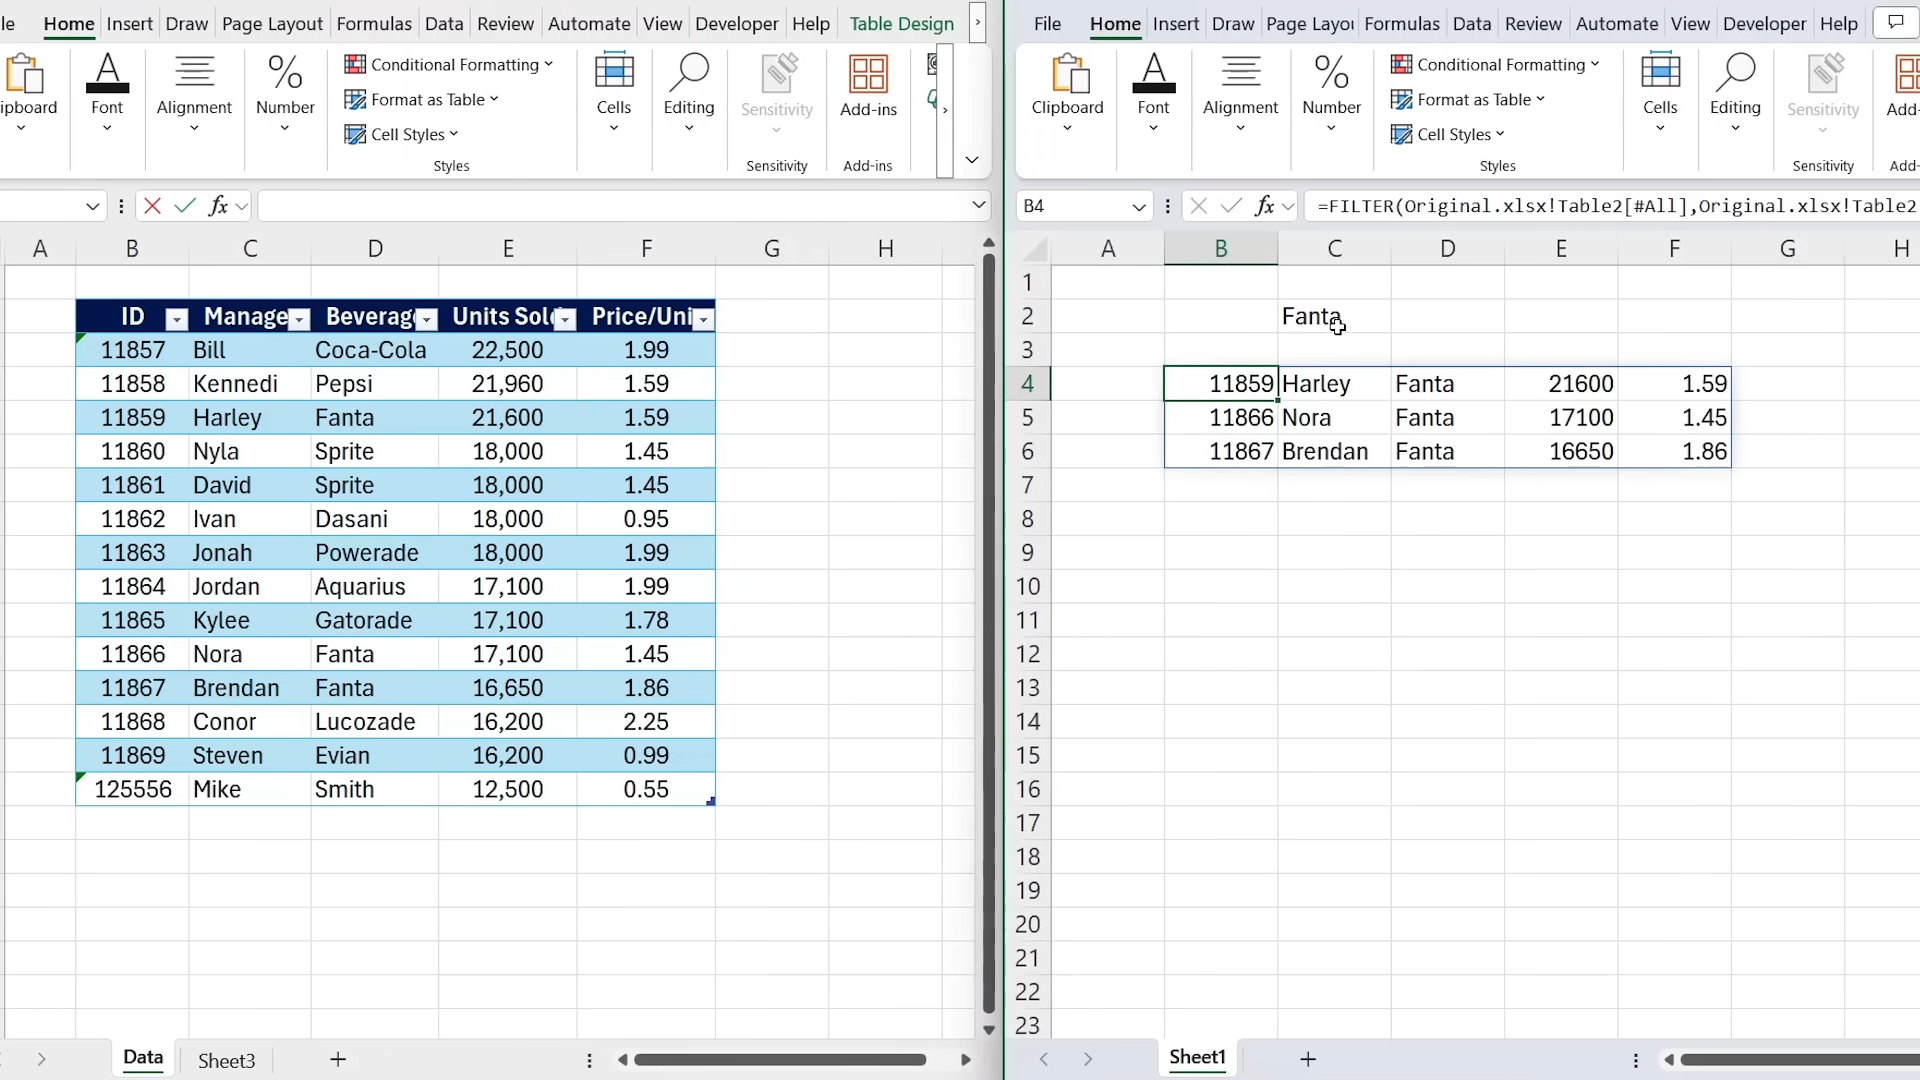 le Home Insert Draw Page Layout Formulas Data Review Automate View Developer Help Table Design
ipboard Font Alignment Number Conditional Formatting Cells Editing Sensitivity Add-ins
Format as Table
Cell Styles
Styles Sensitivity Add-ins
fx
A B C D E F G H
ID Manage Beverag Units Sol Price/Uni
11857 Bill Coca-Cola 22,500 1.99
11858 Kennedi Pepsi 21,960 1.59
11859 Harley Fanta 21,600 1.59
11860 Nyla Sprite 18,000 1.45
11861 David Sprite 18,000 1.45
11862 Ivan Dasani 18,000 0.95
11863 Jonah Powerade 18,000 1.99
11864 Jordan Aquarius 17,100 1.99
11865 Kylee Gatorade 17,100 1.78
11866 Nora Fanta 17,100 1.45
11867 Brendan Fanta 16,650 1.86
11868 Conor Lucozade 16,200 2.25
11869 Steven Evian 16,200 0.99
125556 Mike Smith 12,500 0.55
Data Sheet3 +
File Home Insert Draw Page Layou Formulas Data Review Automate View Developer Help
Clipboard Font Alignment Number Conditional Formatting Cells Editing Sensitivity Add-
Format as Table
Cell Styles
Styles Sensitivity Add-
B4 fx =FILTER(Original.xlsx!Table2[#All],Original.xlsx!Table2
A B C D E F G H
1
2 Fanta
3
4 11859 Harley Fanta 21600 1.59
5 11866 Nora Fanta 17100 1.45
6 11867 Brendan Fanta 16650 1.86
7
8
9
10
11
12
13
14
15
16
17
18
19
20
21
22
23
Sheet1 +